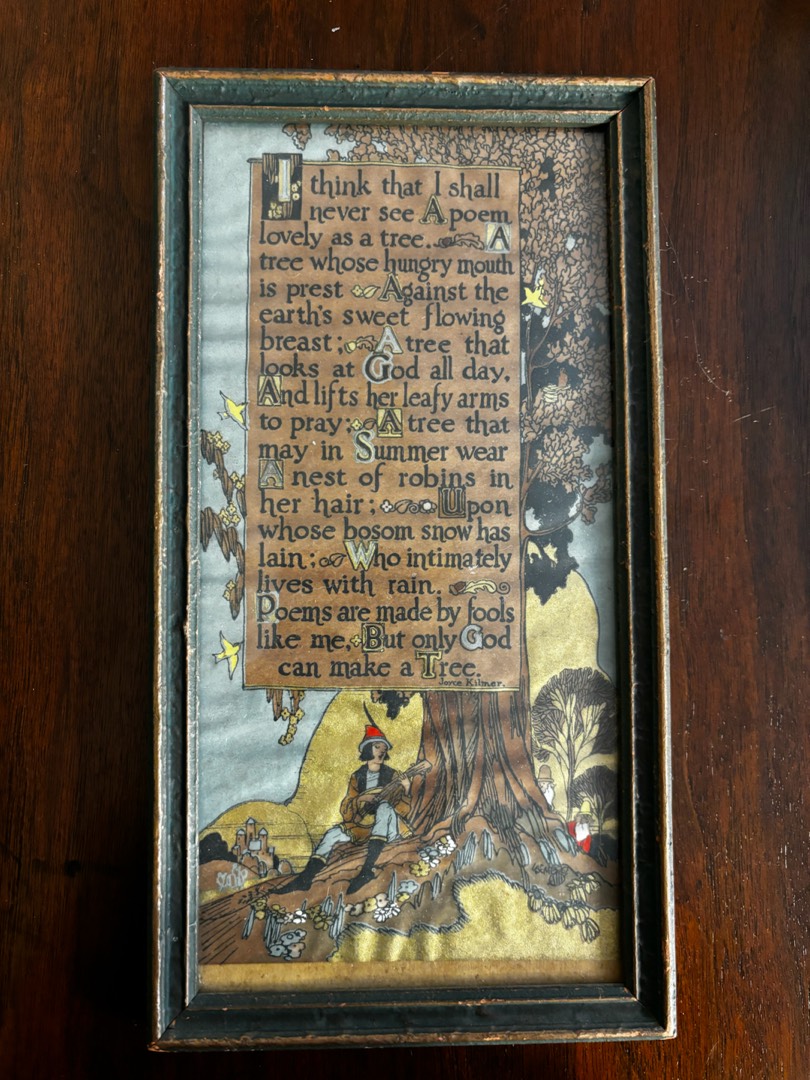 I think that I shall
never see A poem
lovely as a tree. A
tree whose hungry mouth
is prest Against the
earth's sweet flowing
breast; A tree that
looks at God all day,
And lifts her leafy arms
to pray; A tree that
may in Summer wear
A nest of robins in
her hair; Upon
whose bosom snow has
lain; Who intimately
lives with rain.
Poems are made by fools
like me, But only God
can make a Tree.
Joyce Kilmer.